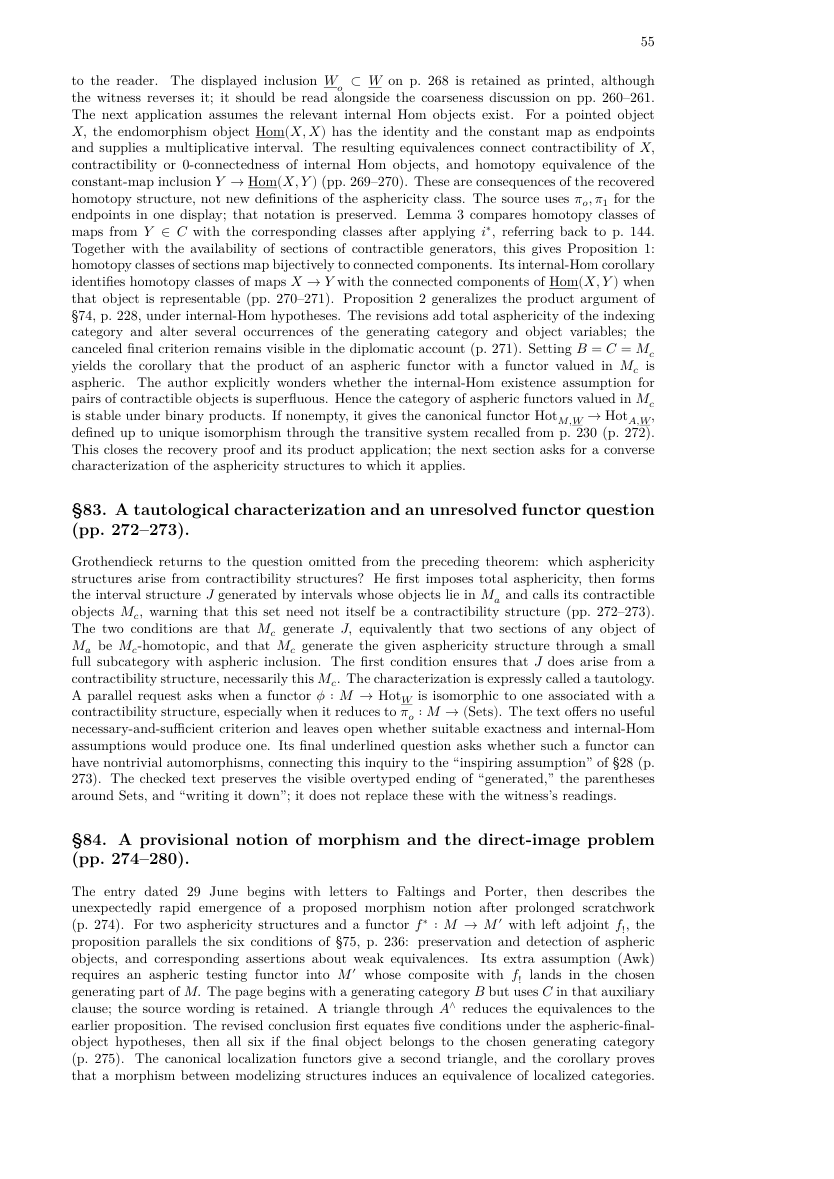 55
to the reader. The displayed inclusion W_o ⊂ W on p. 268 is retained as printed, although
the witness reverses it; it should be read alongside the coarseness discussion on pp. 260–261.
The next application assumes the relevant internal Hom objects exist. For a pointed object
X, the endomorphism object Hom(X, X) has the identity and the constant map as endpoints
and supplies a multiplicative interval. The resulting equivalences connect contractibility of X,
contractibility or 0-connectedness of internal Hom objects, and homotopy equivalence of the
constant-map inclusion Y → Hom(X, Y) (pp. 269–270). These are consequences of the recovered
homotopy structure, not new definitions of the asphericity class. The source uses π_o, π_1 for the
endpoints in one display; that notation is preserved. Lemma 3 compares homotopy classes of
maps from Y ∈ C with the corresponding classes after applying i*, referring back to p. 144.
Together with the availability of sections of contractible generators, this gives Proposition 1:
homotopy classes of sections map bijectively to connected components. Its internal-Hom corollary
identifies homotopy classes of maps X → Y with the connected components of Hom(X, Y) when
that object is representable (pp. 270–271). Proposition 2 generalizes the product argument of
§74, p. 228, under internal-Hom hypotheses. The revisions add total asphericity of the indexing
category and alter several occurrences of the generating category and object variables; the
canceled final criterion remains visible in the diplomatic account (p. 271). Setting B = C = M_c
yields the corollary that the product of an aspheric functor with a functor valued in M_c is
aspheric. The author explicitly wonders whether the internal-Hom existence assumption for
pairs of contractible objects is superfluous. Hence the category of aspheric functors valued in M_c
is stable under binary products. If nonempty, it gives the canonical functor Hot_{M,W} → Hot_{A,W},
defined up to unique isomorphism through the transitive system recalled from p. 230 (p. 272).
This closes the recovery proof and its product application; the next section asks for a converse
characterization of the asphericity structures to which it applies.
§83. A tautological characterization and an unresolved functor question
(pp. 272–273).
Grothendieck returns to the question omitted from the preceding theorem: which asphericity
structures arise from contractibility structures? He first imposes total asphericity, then forms
the interval structure J generated by intervals whose objects lie in M_a and calls its contractible
objects M_c, warning that this set need not itself be a contractibility structure (pp. 272–273).
The two conditions are that M_c generate J, equivalently that two sections of any object of
M_a be M_c-homotopic, and that M_c generate the given asphericity structure through a small
full subcategory with aspheric inclusion. The first condition ensures that J does arise from a
contractibility structure, necessarily this M_c. The characterization is expressly called a tautology.
A parallel request asks when a functor ϕ : M → Hot_W is isomorphic to one associated with a
contractibility structure, especially when it reduces to π_o : M → (Sets). The text offers no useful
necessary-and-sufficient criterion and leaves open whether suitable exactness and internal-Hom
assumptions would produce one. Its final underlined question asks whether such a functor can
have nontrivial automorphisms, connecting this inquiry to the “inspiring assumption” of §28 (p.
273). The checked text preserves the visible overtyped ending of “generated,” the parentheses
around Sets, and “writing it down”; it does not replace these with the witness’s readings.
§84. A provisional notion of morphism and the direct-image problem
(pp. 274–280).
The entry dated 29 June begins with letters to Faltings and Porter, then describes the
unexpectedly rapid emergence of a proposed morphism notion after prolonged scratchwork
(p. 274). For two asphericity structures and a functor f* : M → M′ with left adjoint f_!, the
proposition parallels the six conditions of §75, p. 236: preservation and detection of aspheric
objects, and corresponding assertions about weak equivalences. Its extra assumption (Awk)
requires an aspheric testing functor into M′ whose composite with f_! lands in the chosen
generating part of M. The page begins with a generating category B but uses C in that auxiliary
clause; the source wording is retained. A triangle through A^ reduces the equivalences to the
earlier proposition. The revised conclusion first equates five conditions under the aspheric-final-
object hypotheses, then all six if the final object belongs to the chosen generating category
(p. 275). The canonical localization functors give a second triangle, and the corollary proves
that a morphism between modelizing structures induces an equivalence of localized categories.